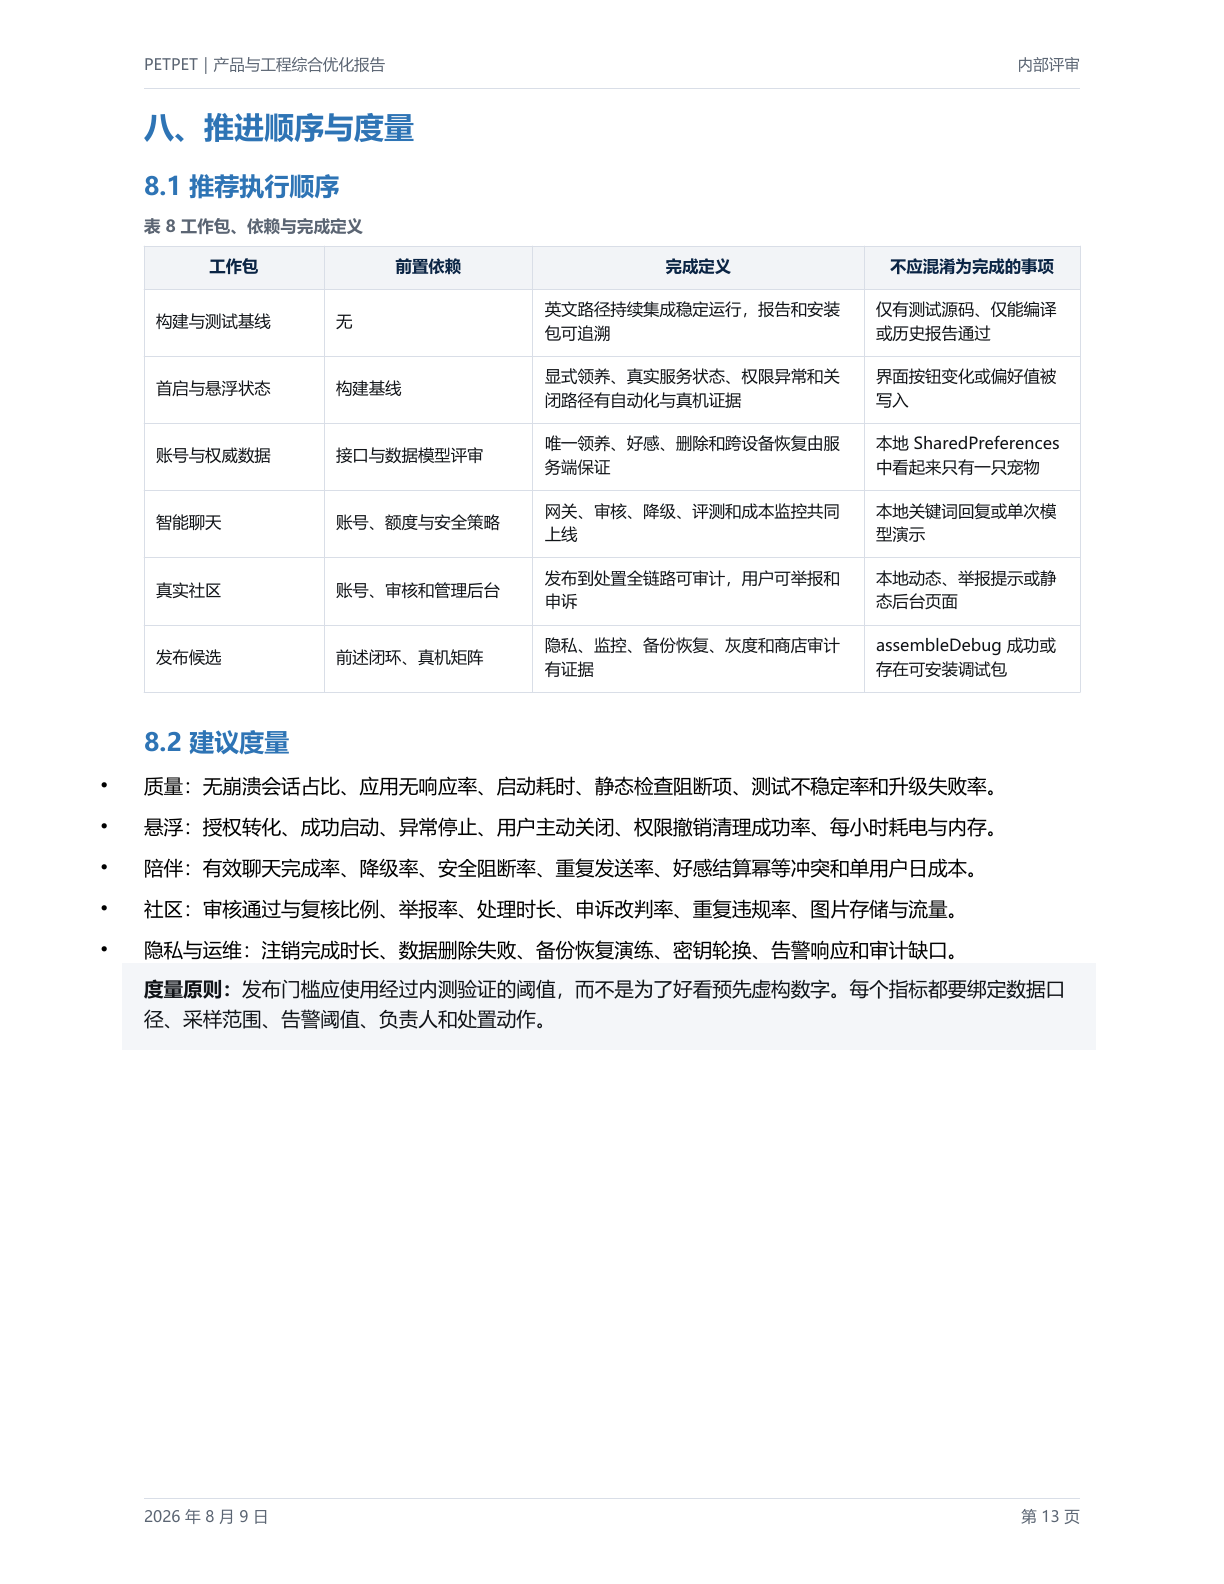 PETPET | 产品与工程综合优化报告
内部评审
八、推进顺序与度量
8.1 推荐执行顺序
表 8 工作包、依赖与完成定义
工作包
前置依赖
完成定义
不应混淆为完成的事项
构建与测试基线
无
英文路径持续集成稳定运行，报告和安装
包可追溯
仅有测试源码、仅能编译
或历史报告通过
首启与悬浮状态
构建基线
显式领养、真实服务状态、权限异常和关
闭路径有自动化与真机证据
界面按钮变化或偏好值被
写入
账号与权威数据
接口与数据模型评审
唯一领养、好感、删除和跨设备恢复由服
务端保证
本地 SharedPreferences
中看起来只有一只宠物
智能聊天
账号、额度与安全策略
网关、审核、降级、评测和成本监控共同
上线
本地关键词回复或单次模
型演示
真实社区
账号、审核和管理后台
发布到处置全链路可审计，用户可举报和
申诉
本地动态、举报提示或静
态后台页面
发布候选
前述闭环、真机矩阵
隐私、监控、备份恢复、灰度和商店审计
有证据
assembleDebug 成功或
存在可安装调试包
8.2 建议度量
• 质量：无崩溃会话占比、应用无响应率、启动耗时、静态检查阻断项、测试不稳定率和升级失败率。
• 悬浮：授权转化、成功启动、异常停止、用户主动关闭、权限撤销清理成功率、每小时耗电与内存。
• 陪伴：有效聊天完成率、降级率、安全阻断率、重复发送率、好感结算幂等冲突和单用户日成本。
• 社区：审核通过与复核比例、举报率、处理时长、申诉改判率、重复违规率、图片存储与流量。
• 隐私与运维：注销完成时长、数据删除失败、备份恢复演练、密钥轮换、告警响应和审计缺口。
度量原则：发布门槛应使用经过内测验证的阈值，而不是为了好看预先虚构数字。每个指标都要绑定数据口
径、采样范围、告警阈值、负责人和处置动作。
2026 年 8 月 9 日
第 13 页